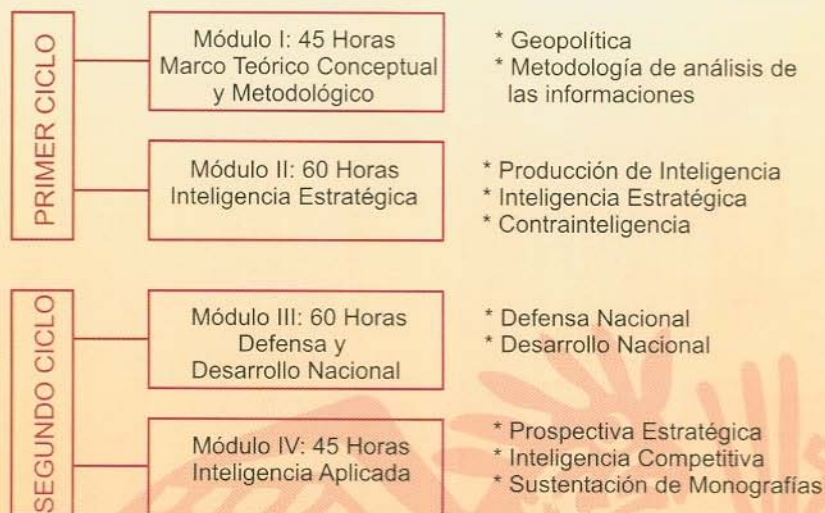 PRIMER CICLO
Módulo I: 45 Horas
Marco Teórico Conceptual
y Metodológico
* Geopolítica
* Metodología de análisis de
las informaciones
Módulo II: 60 Horas
Inteligencia Estratégica
* Producción de Inteligencia
* Inteligencia Estratégica
* Contrainteligencia
SEGUNDO CICLO
Módulo III: 60 Horas
Defensa y
Desarrollo Nacional
* Defensa Nacional
* Desarrollo Nacional
Módulo IV: 45 Horas
Inteligencia Aplicada
* Prospectiva Estratégica
* Inteligencia Competitiva
* Sustentación de Monografías